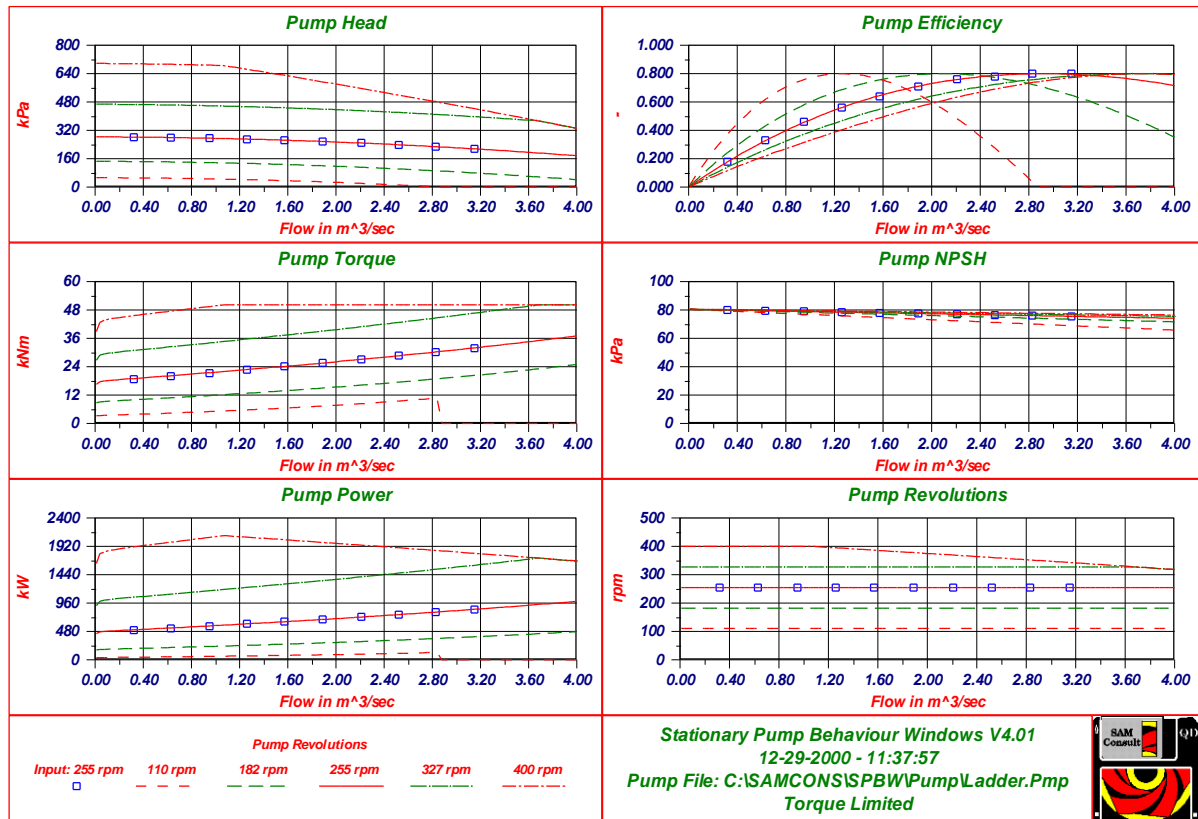 Pump Head
800
640
480
320
160
0
kPa
0.00 0.40 0.80 1.20 1.60 2.00 2.40 2.80 3.20 3.60 4.00
Flow in m^3/sec
Pump Efficiency
1.000
0.800
0.600
0.400
0.200
0.000
-
0.00 0.40 0.80 1.20 1.60 2.00 2.40 2.80 3.20 3.60 4.00
Flow in m^3/sec
Pump Torque
60
48
36
24
12
0
kNm
0.00 0.40 0.80 1.20 1.60 2.00 2.40 2.80 3.20 3.60 4.00
Flow in m^3/sec
Pump NPSH
100
80
60
40
20
0
kPa
0.00 0.40 0.80 1.20 1.60 2.00 2.40 2.80 3.20 3.60 4.00
Flow in m^3/sec
Pump Power
2400
1920
1440
960
480
0
kW
0.00 0.40 0.80 1.20 1.60 2.00 2.40 2.80 3.20 3.60 4.00
Flow in m^3/sec
Pump Revolutions
500
400
300
200
100
0
rpm
0.00 0.40 0.80 1.20 1.60 2.00 2.40 2.80 3.20 3.60 4.00
Flow in m^3/sec
Pump Revolutions
Input: 255 rpm 110 rpm 182 rpm 255 rpm 327 rpm 400 rpm
Stationary Pump Behaviour Windows V4.01
12-29-2000 - 11:37:57
Pump File: C:\SAMCONS\SPBW\Pump\Ladder.Pmp
Torque Limited
SAM
Consult
QD